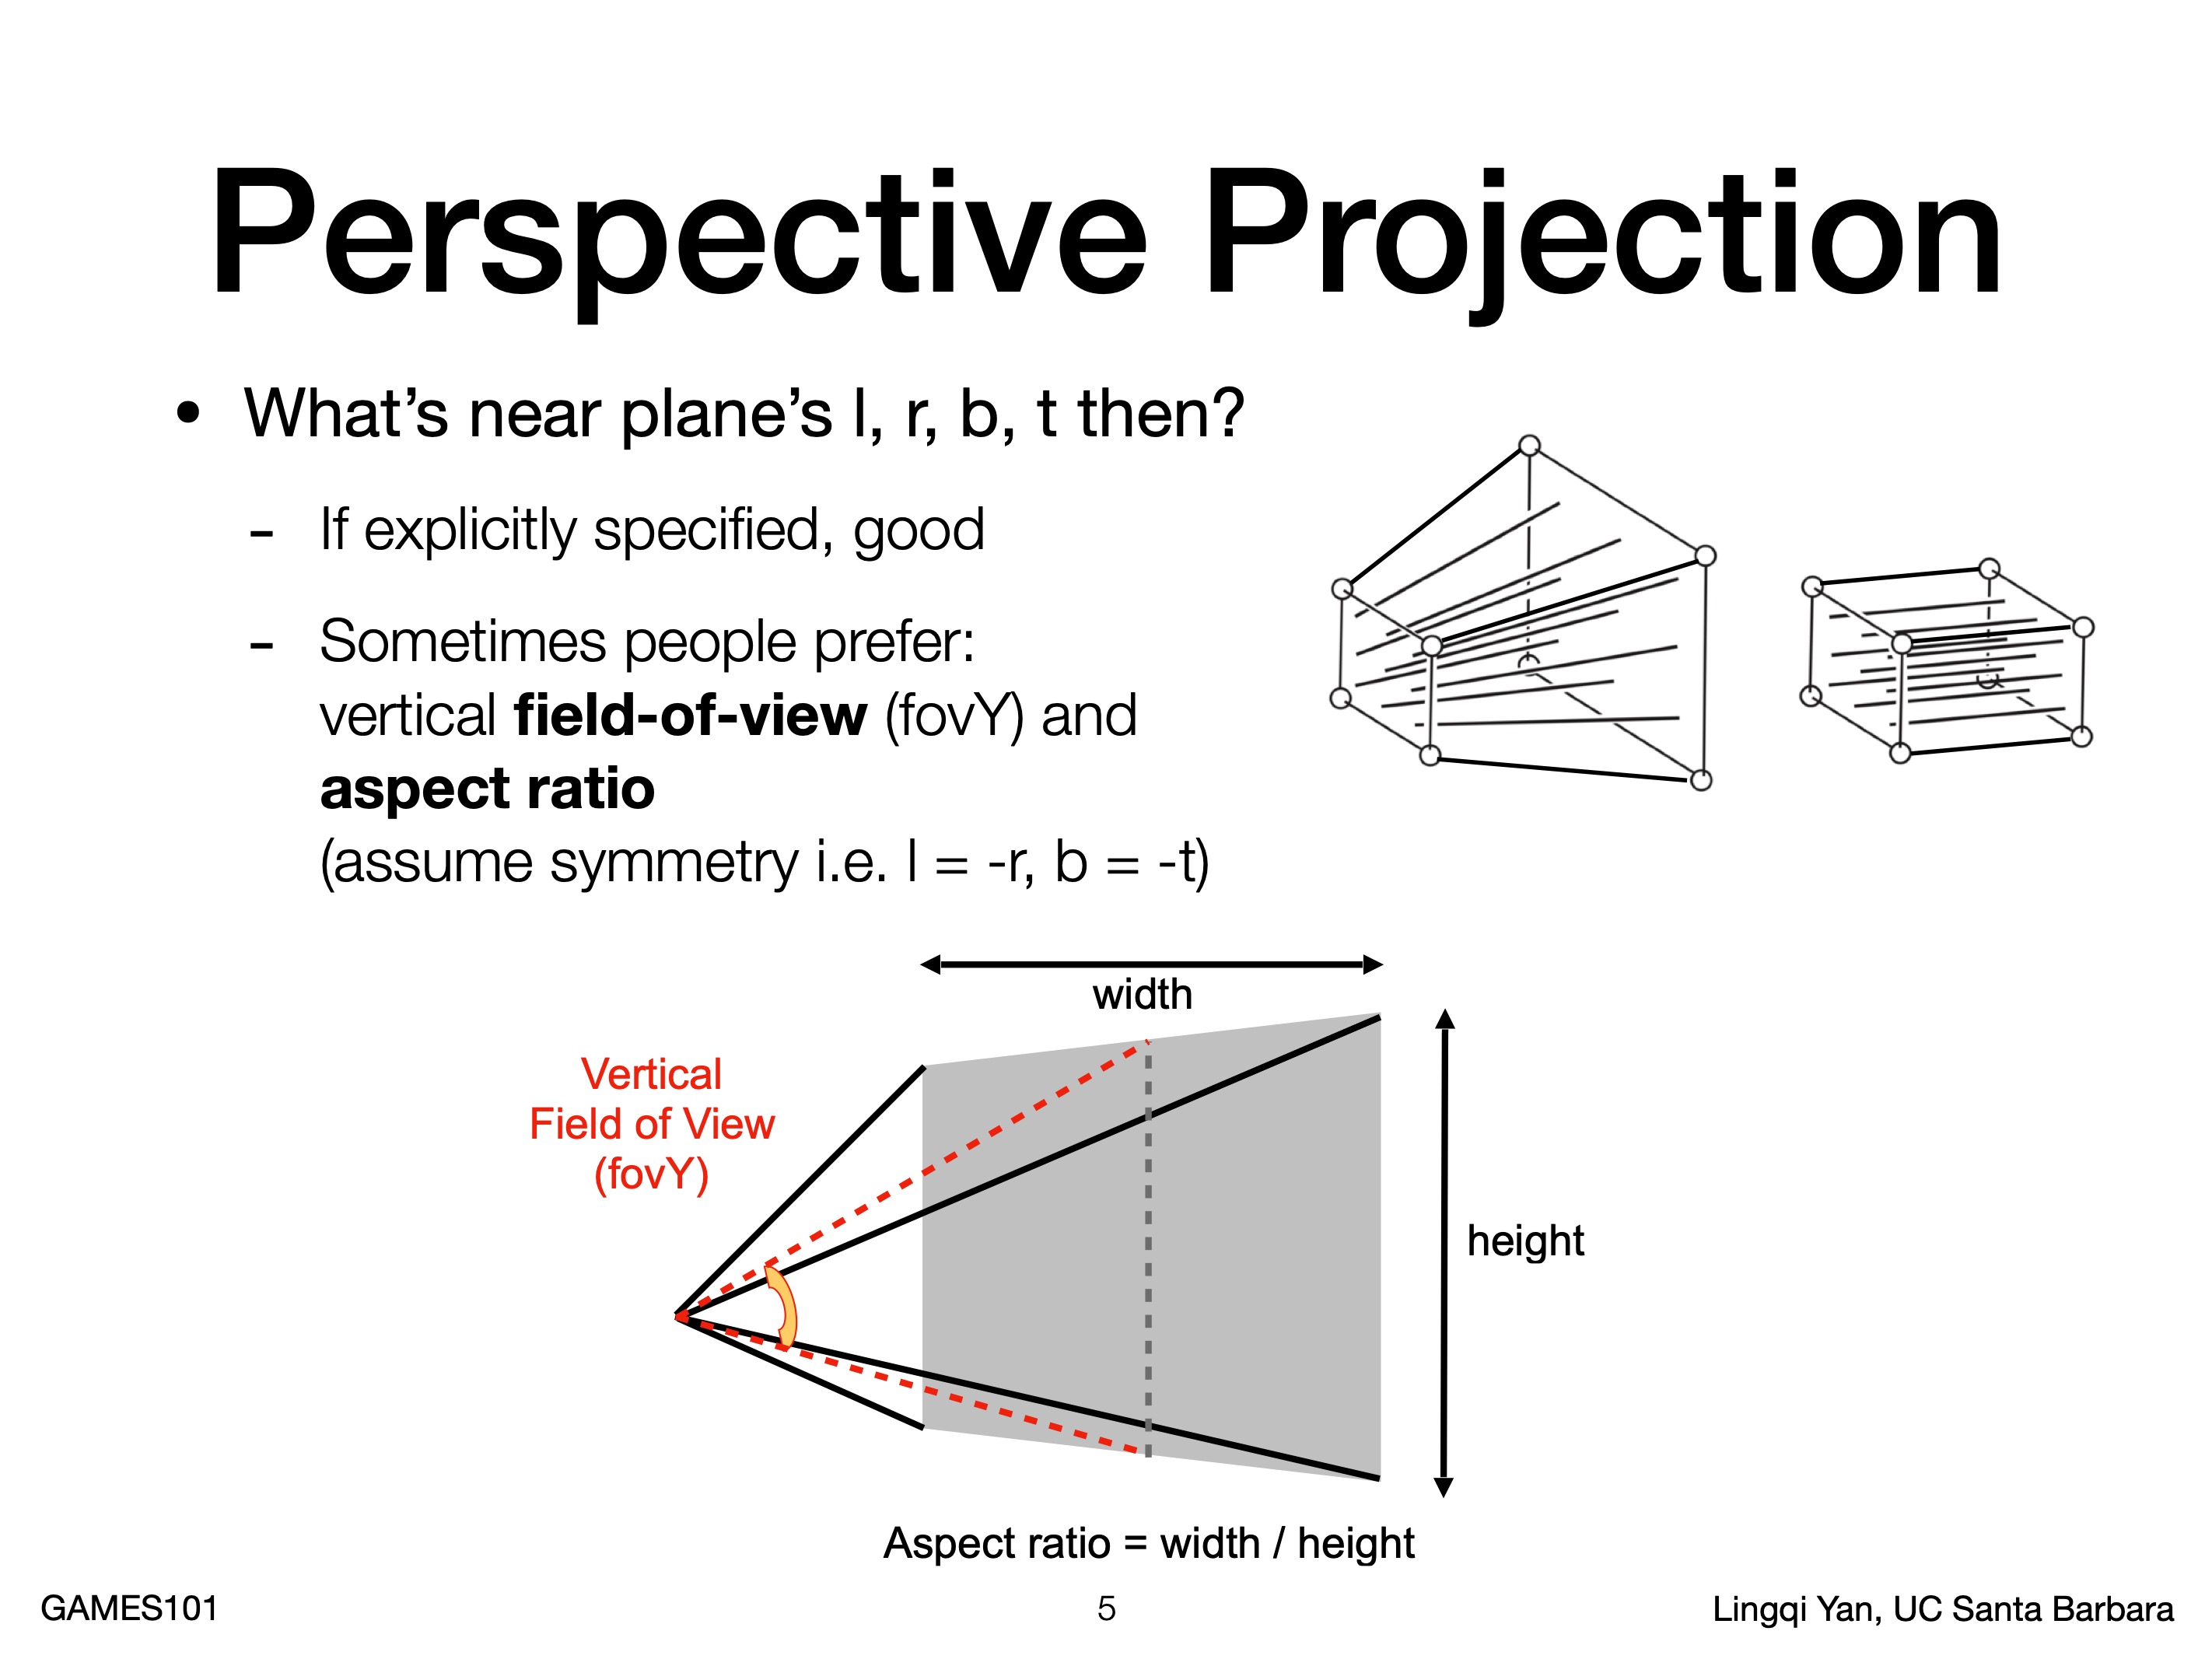 Perspective Projection
• What’s near plane’s l, r, b, t then?
- If explicitly specified, good
- Sometimes people prefer:
vertical field-of-view (fovY) and
aspect ratio
(assume symmetry i.e. l = -r, b = -t)
width
Vertical
Field of View
(fovY)
height
Aspect ratio = width / height
GAMES101
5
Lingqi Yan, UC Santa Barbara